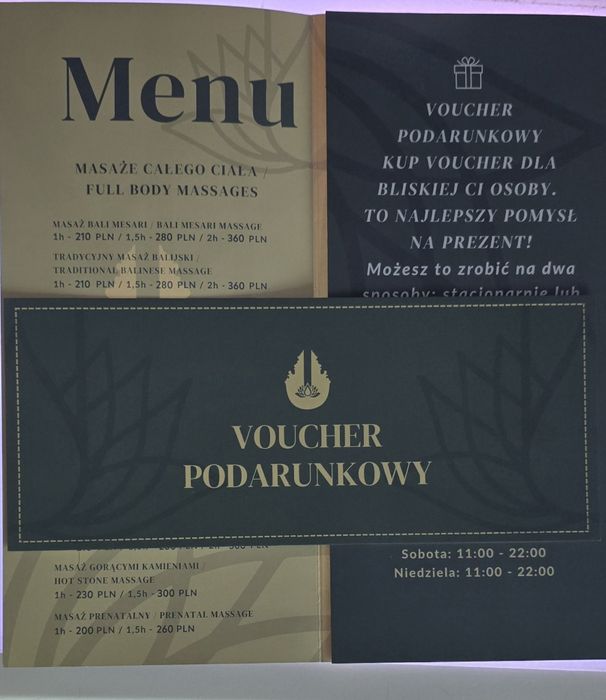 Menu
MASAŻE CAŁEGO CIAŁA /
FULL BODY MASSAGES
MASAŻ BALI MESARI / BALI MESARI MASSAGE
1h - 210 PLN / 1,5h - 280 PLN / 2h - 360 PLN
TRADYCYJNY MASAŻ BALIJSKI /
TRADITIONAL BALINESE MASSAGE
1h - 210 PLN / 1,5h - 280 PLN / 2h - 360 PLN
VOUCHER
PODARUNKOWY
KUP VOUCHER DLA
BLISKIEJ CI OSOBY.
TO NAJLEPSZY POMYSŁ
NA PREZENT!
Możesz to zrobić na dwa
sposoby: stacjonarnie lub
VOUCHER
PODARUNKOWY
MASAŻ GORĄCYMI KAMIENIAMI
HOT STONE MASSAGE
1h - 230 PLN / 1,5h - 300 PLN
MASAŻ PRENATALNY / PRENATAL MASSAGE
1h - 200 PLN / 1,5h - 260 PLN
Sobota: 11:00 - 22:00
Niedziela: 11:00 - 22:00